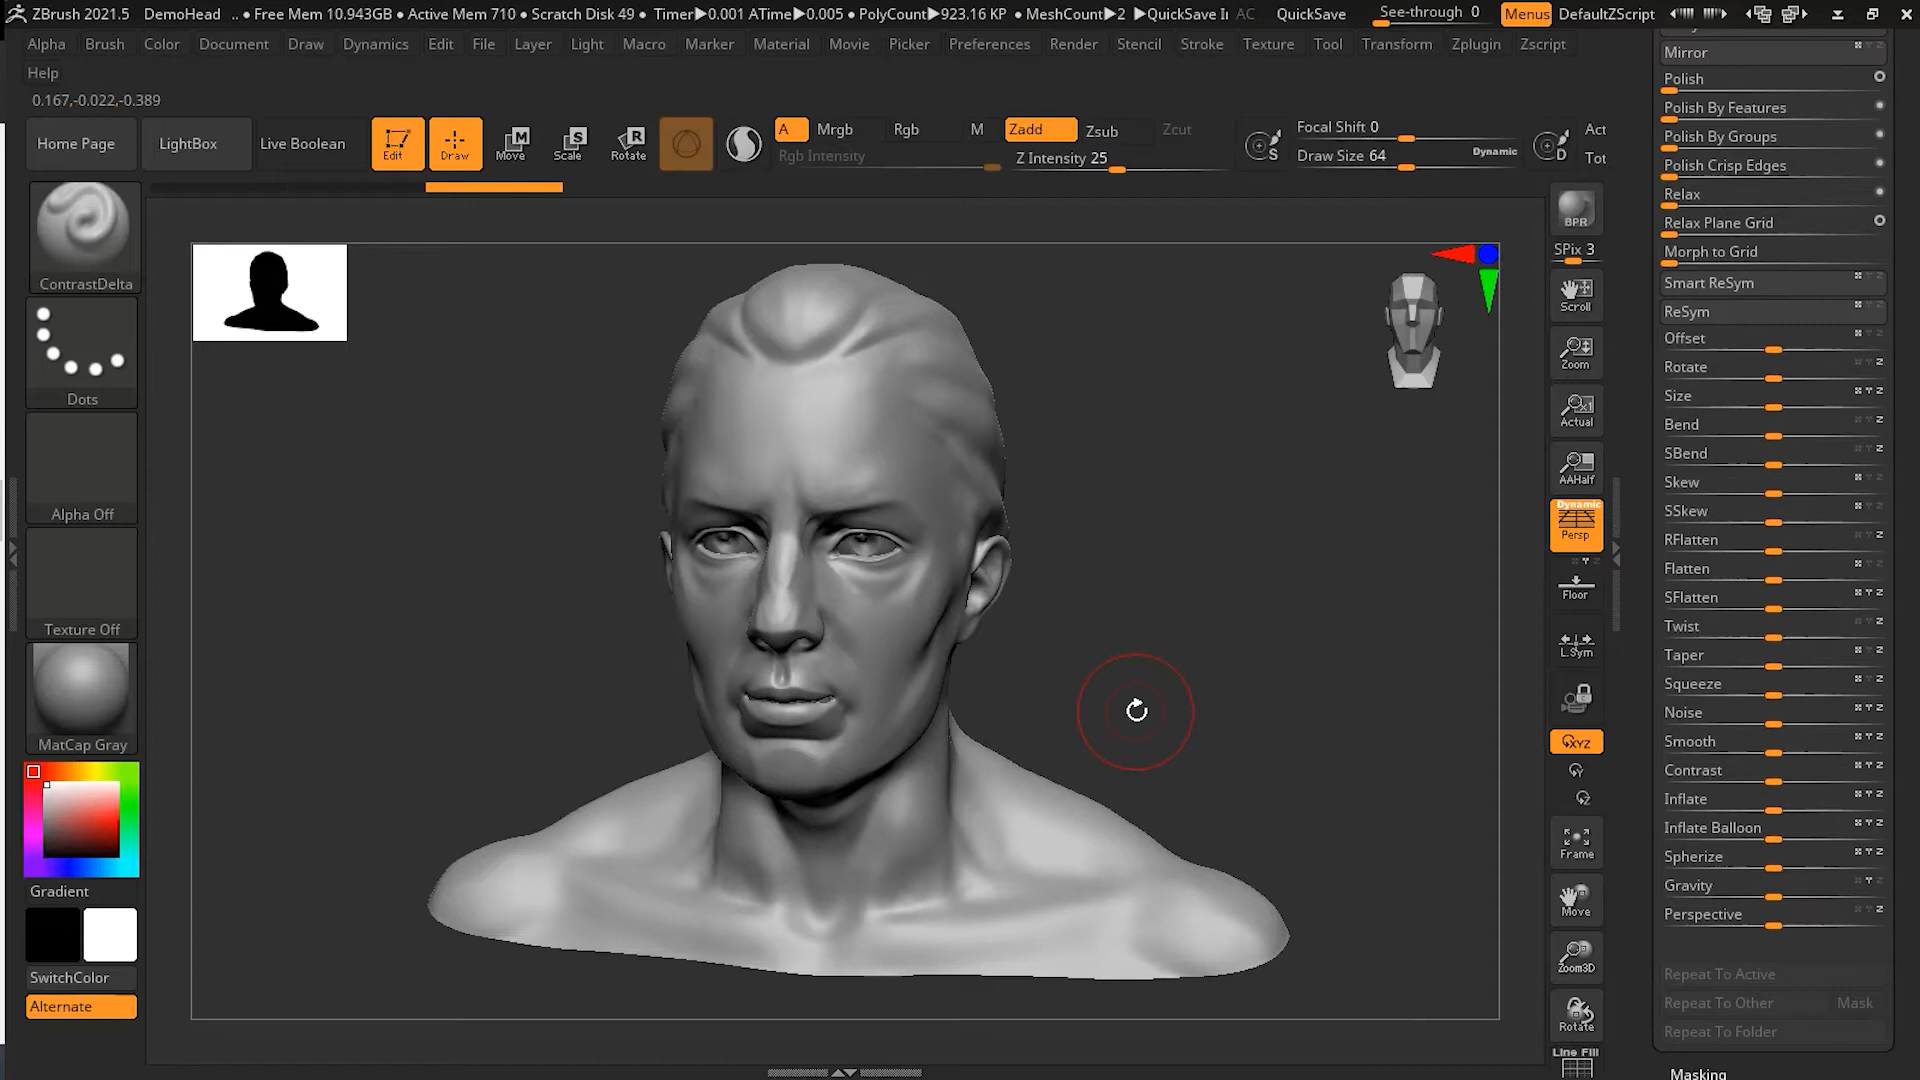 ZBrush 2021.5 DemoHead .. ● Free Mem 10.943GB ● Active Mem 710 ● Scratch Disk 49 ● Timer▶0.001 ATime▶0.005 ● PolyCount▶923.16 KP ● MeshCount▶2 ▶QuickSave In AC QuickSave See-through 0 Menus DefaultZScript
Alpha Brush Color Document Draw Dynamics Edit File Layer Light Macro Marker Material Movie Picker Preferences Render Stencil Stroke Texture Tool Transform Zplugin Zscript
Help
0.167,-0.022,-0.389
Home Page LightBox Live Boolean Edit Draw Move Scale Rotate
M S R
A Mrgb Rgb M Zadd Zsub Zcut
Rgb Intensity Z Intensity 25
S Focal Shift 0
Draw Size 64 Dynamic D
Act
Tot
ContrastDelta
Dots
Alpha Off
Texture Off
MatCap Gray
Gradient
SwitchColor
Alternate
BPR
SPix 3
Scroll
Zoom
Actual
AAHalf
Dynamic
Persp
Floor
L.Sym
XYZ
Y
Z
Frame
Move
Zoom3D
Rotate
Line Fill
Mirror
Polish
Polish By Features
Polish By Groups
Polish Crisp Edges
Relax
Relax Plane Grid
Morph to Grid
Smart ReSym
ReSym
Offset
Rotate
Size
Bend
SBend
Skew
SSkew
RFlatten
Flatten
SFlatten
Twist
Taper
Squeeze
Noise
Smooth
Contrast
Inflate
Inflate Balloon
Spherize
Gravity
Perspective
Repeat To Active
Repeat To Other Mask
Repeat To Folder
Masking